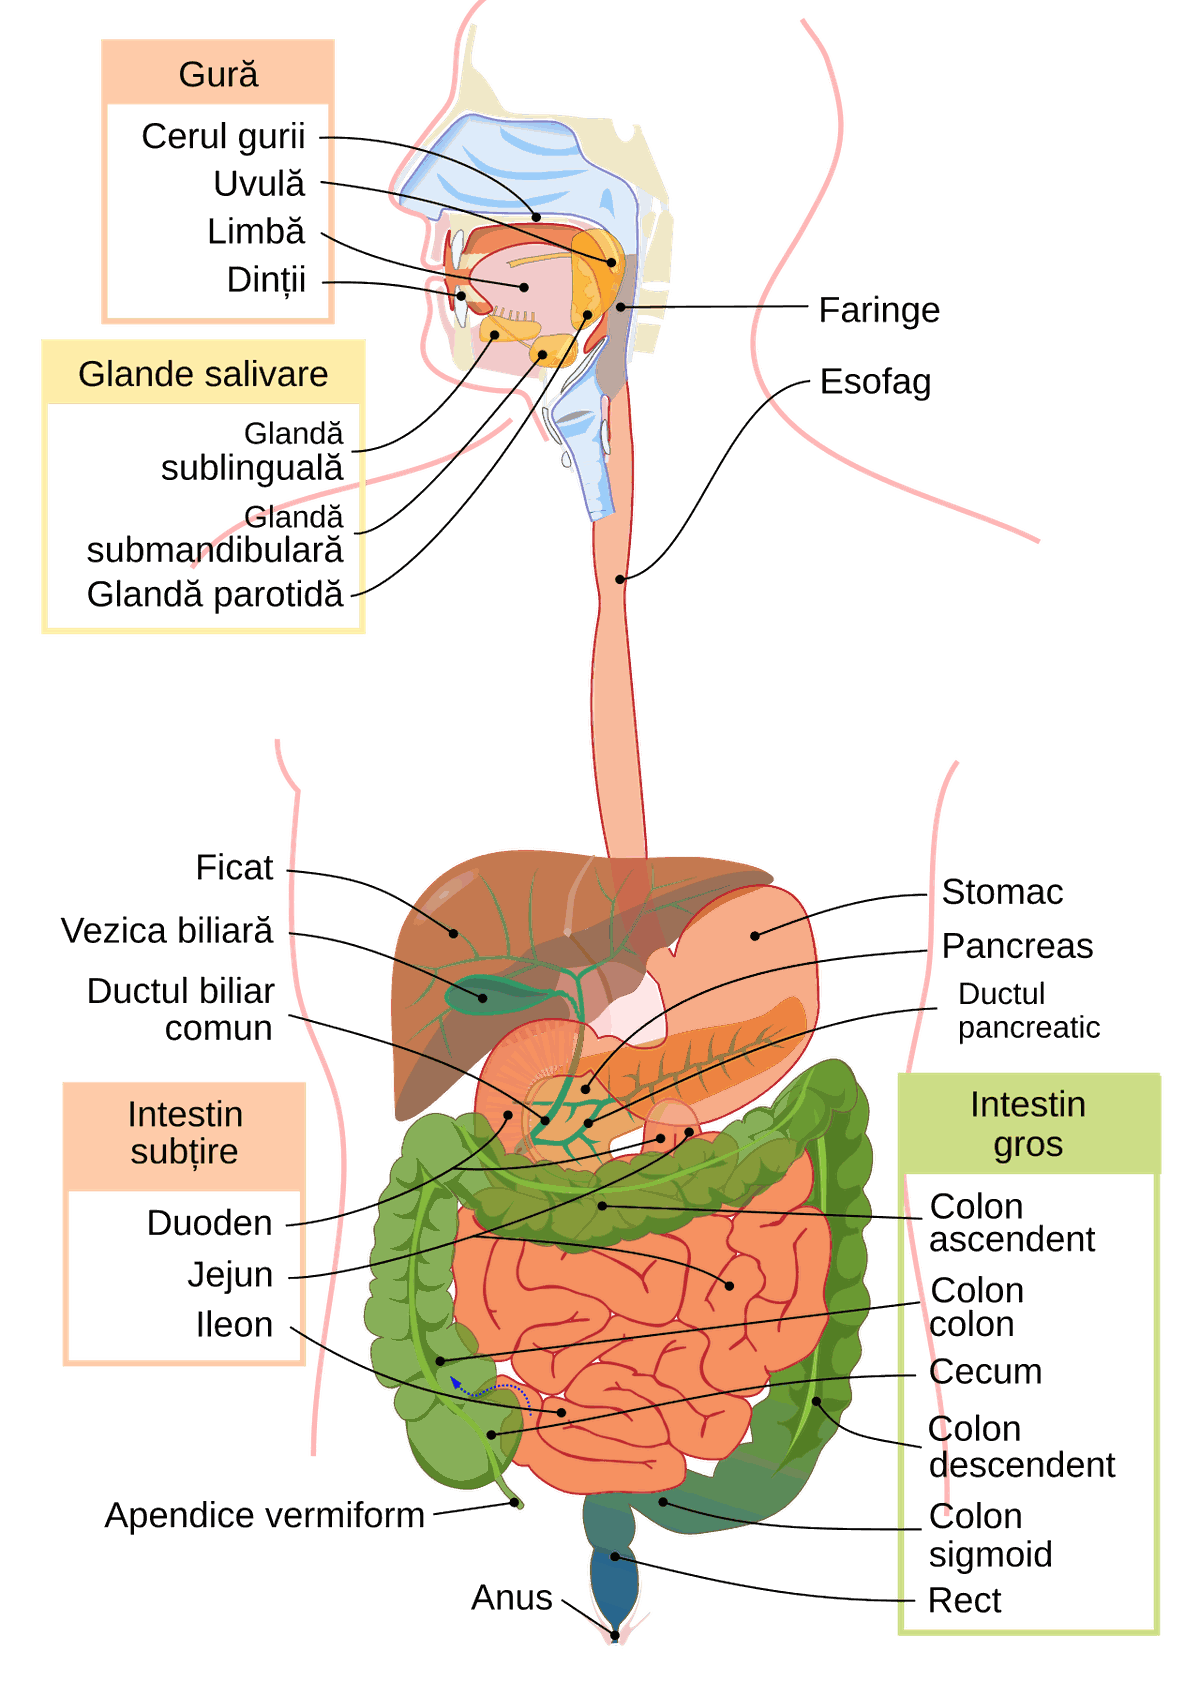 Gură
Cerul gurii
Uvulă
Limbă
Dinții
Glande salivare
Glandă
sublinguală
Glandă
submandibulară
Glandă parotidă
Faringe
Esofag
Ficat
Vezica biliară
Ductul biliar
comun
Stomac
Pancreas
Ductul
pancreatic
Intestin
subțire
Duoden
Jejun
Ileon
Intestin
gros
Colon
ascendent
Colon
colon
Cecum
Colon
descendent
Colon
sigmoid
Rect
Apendice vermiform
Anus